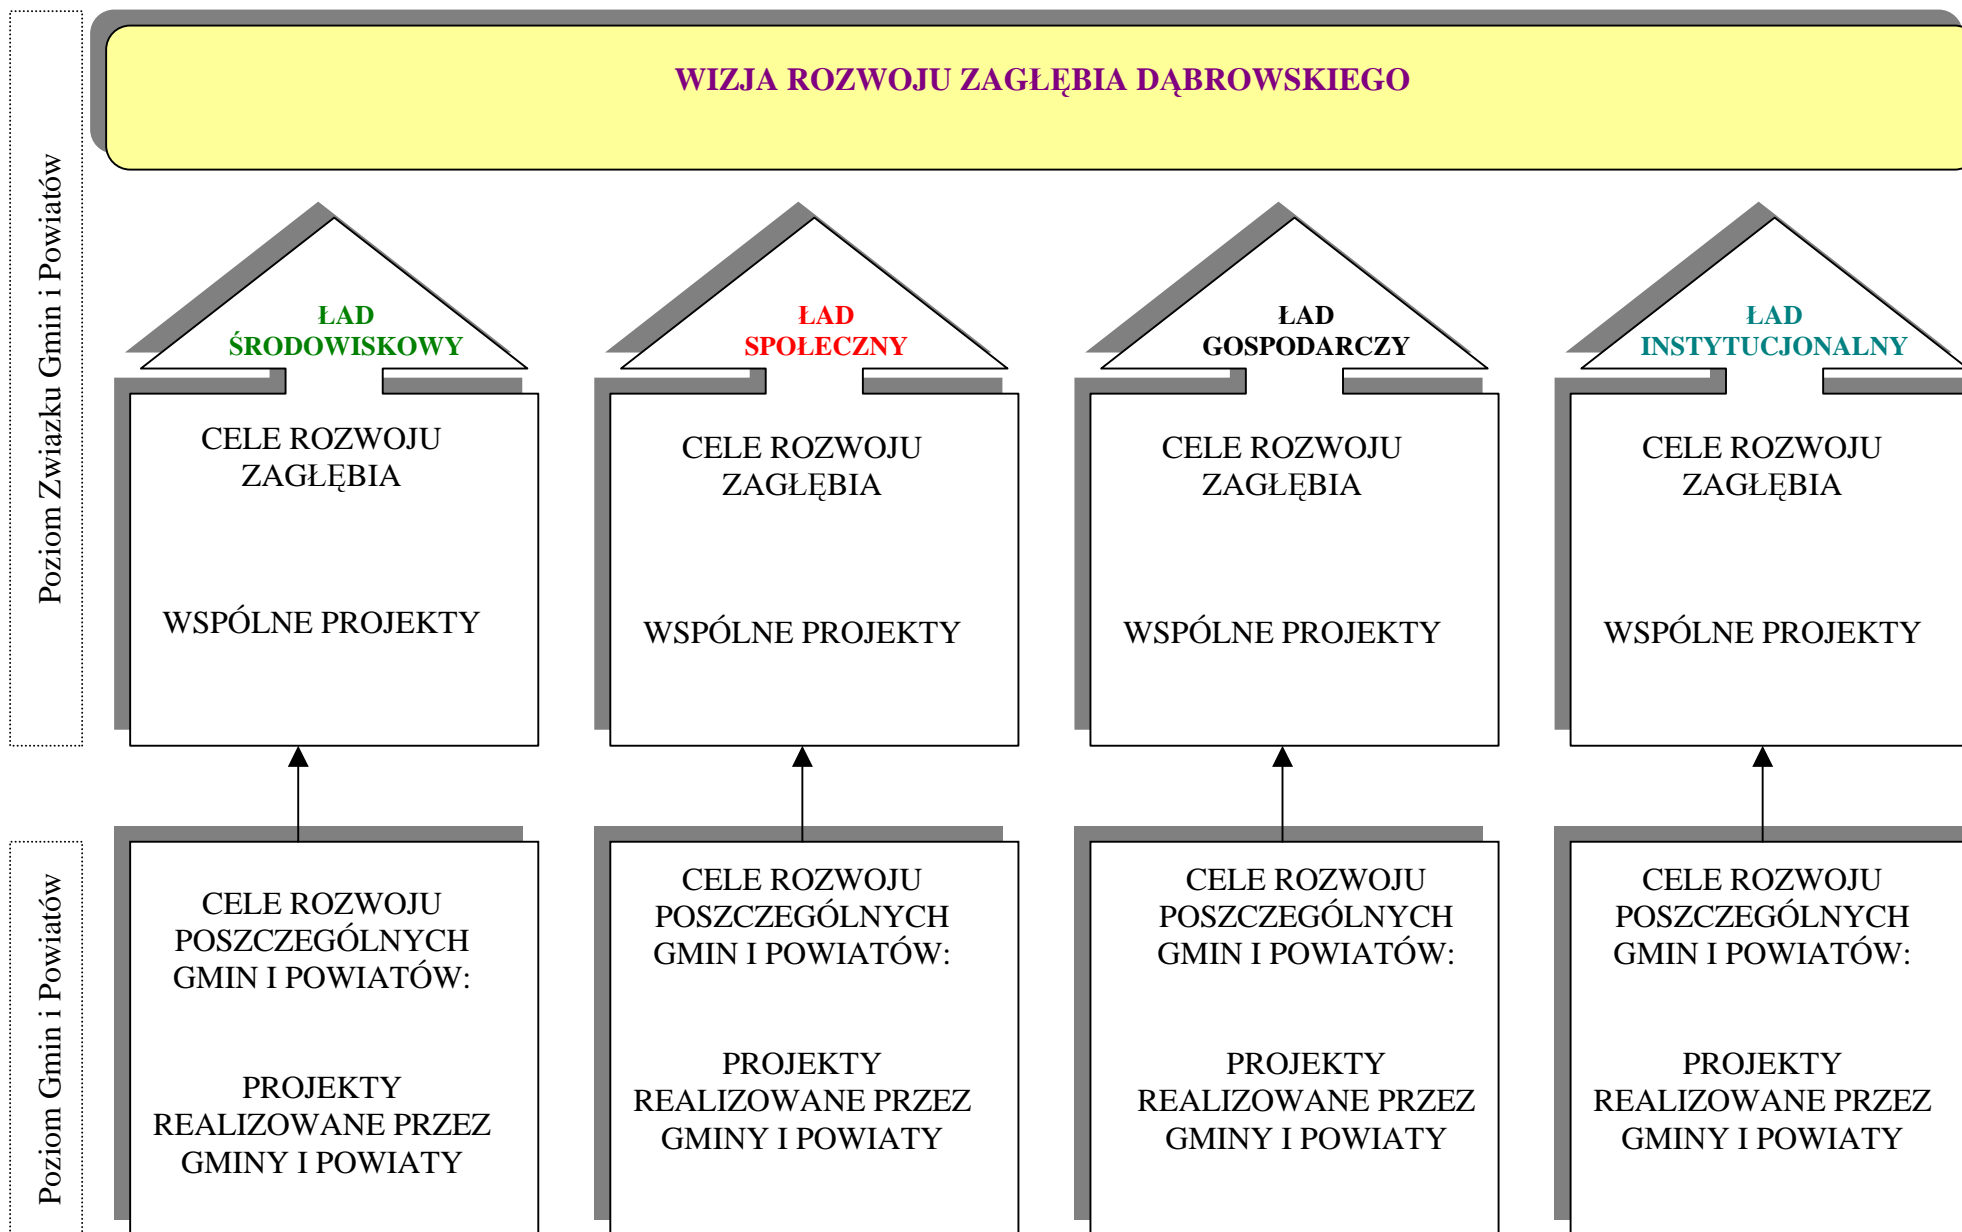 WIZJA ROZWOJU ZAGŁĘBIA DĄBROWSKIEGO
Poziom Związku Gmin i Powiatów
ŁAD
ŚRODOWISKOWY
CELE ROZWOJU
ZAGŁĘBIA
WSPÓLNE PROJEKTY
ŁAD
SPOŁECZNY
CELE ROZWOJU
ZAGŁĘBIA
WSPÓLNE PROJEKTY
ŁAD
GOSPODARCZY
CELE ROZWOJU
ZAGŁĘBIA
WSPÓLNE PROJEKTY
ŁAD
INSTYTUCJONALNY
CELE ROZWOJU
ZAGŁĘBIA
WSPÓLNE PROJEKTY
Poziom Gmin i Powiatów
CELE ROZWOJU
POSZCZEGÓLNYCH
GMIN I POWIATÓW:
PROJEKTY
REALIZOWANE PRZEZ
GMINY I POWIATY
CELE ROZWOJU
POSZCZEGÓLNYCH
GMIN I POWIATÓW:
PROJEKTY
REALIZOWANE PRZEZ
GMINY I POWIATY
CELE ROZWOJU
POSZCZEGÓLNYCH
GMIN I POWIATÓW:
PROJEKTY
REALIZOWANE PRZEZ
GMINY I POWIATY
CELE ROZWOJU
POSZCZEGÓLNYCH
GMIN I POWIATÓW:
PROJEKTY
REALIZOWANE PRZEZ
GMINY I POWIATY